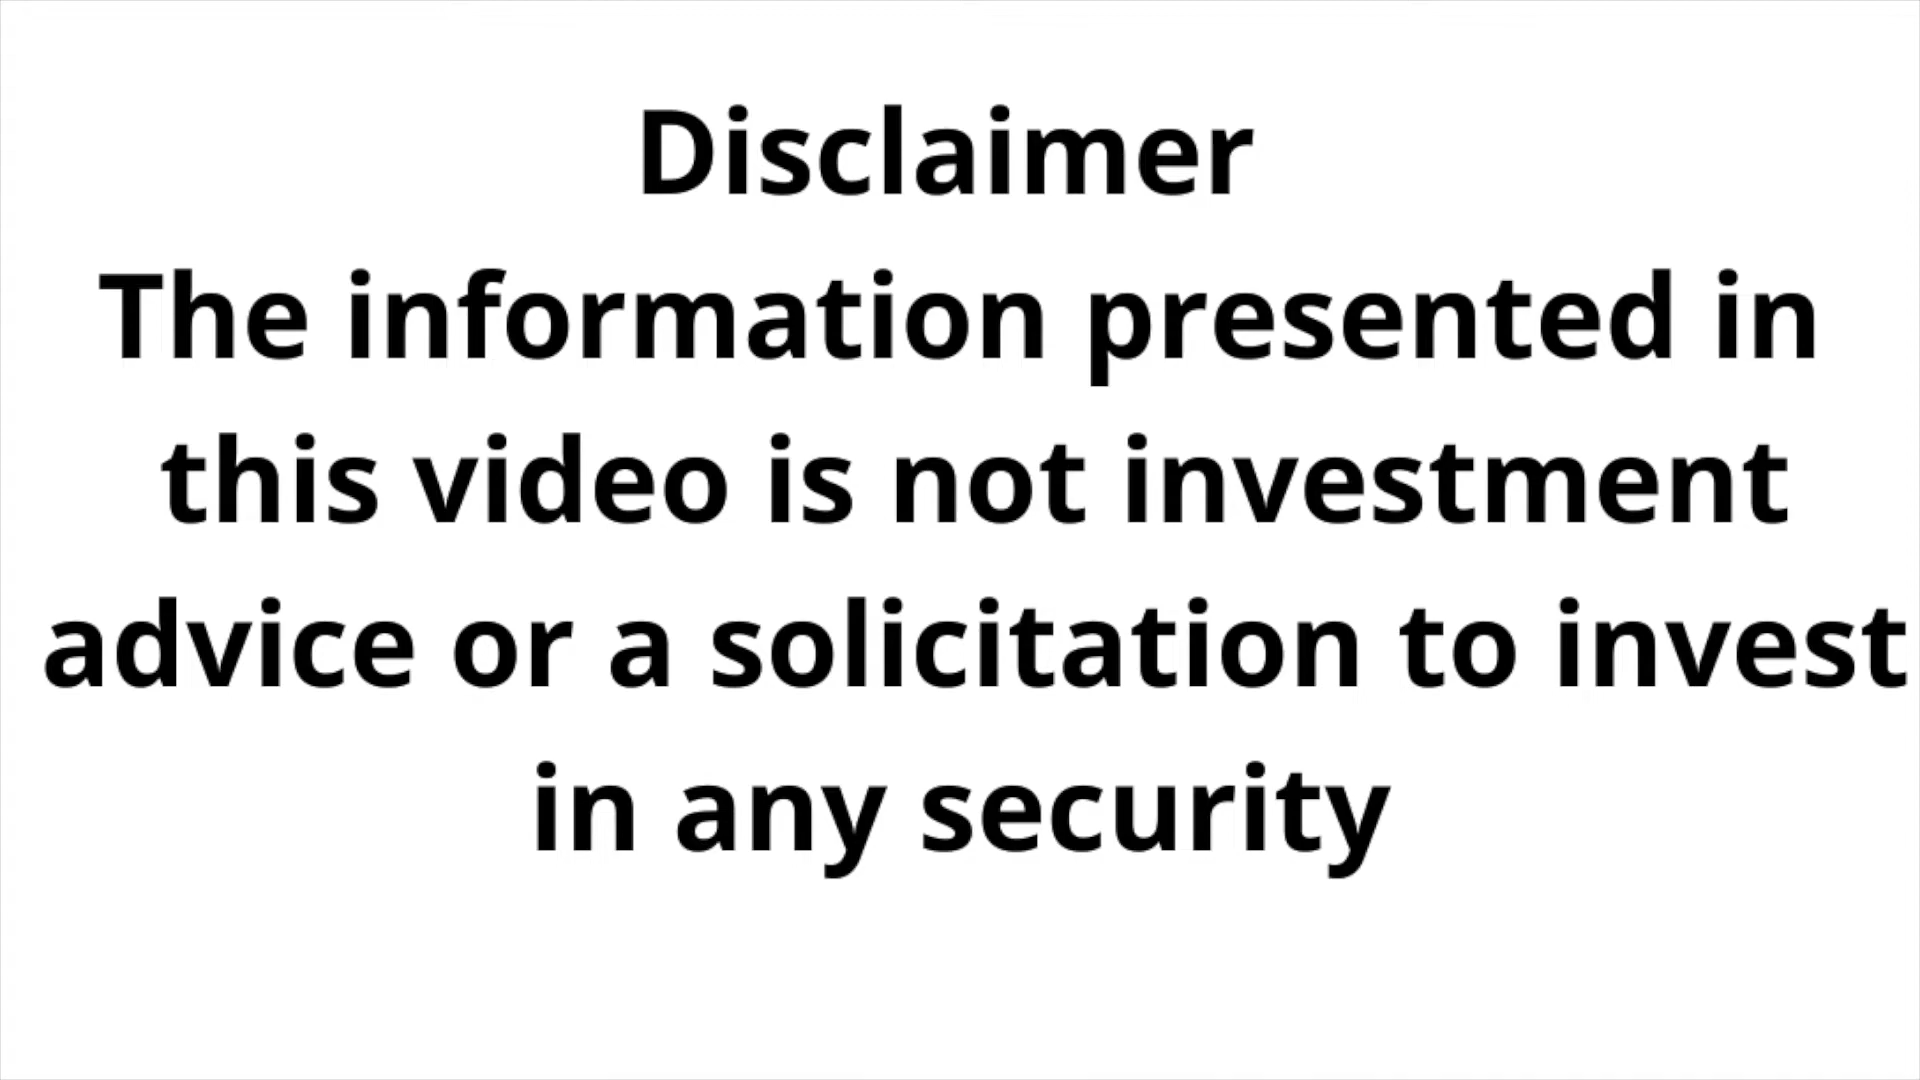 Disclaimer
The information presented in
this video is not investment
advice or a solicitation to invest
in any security